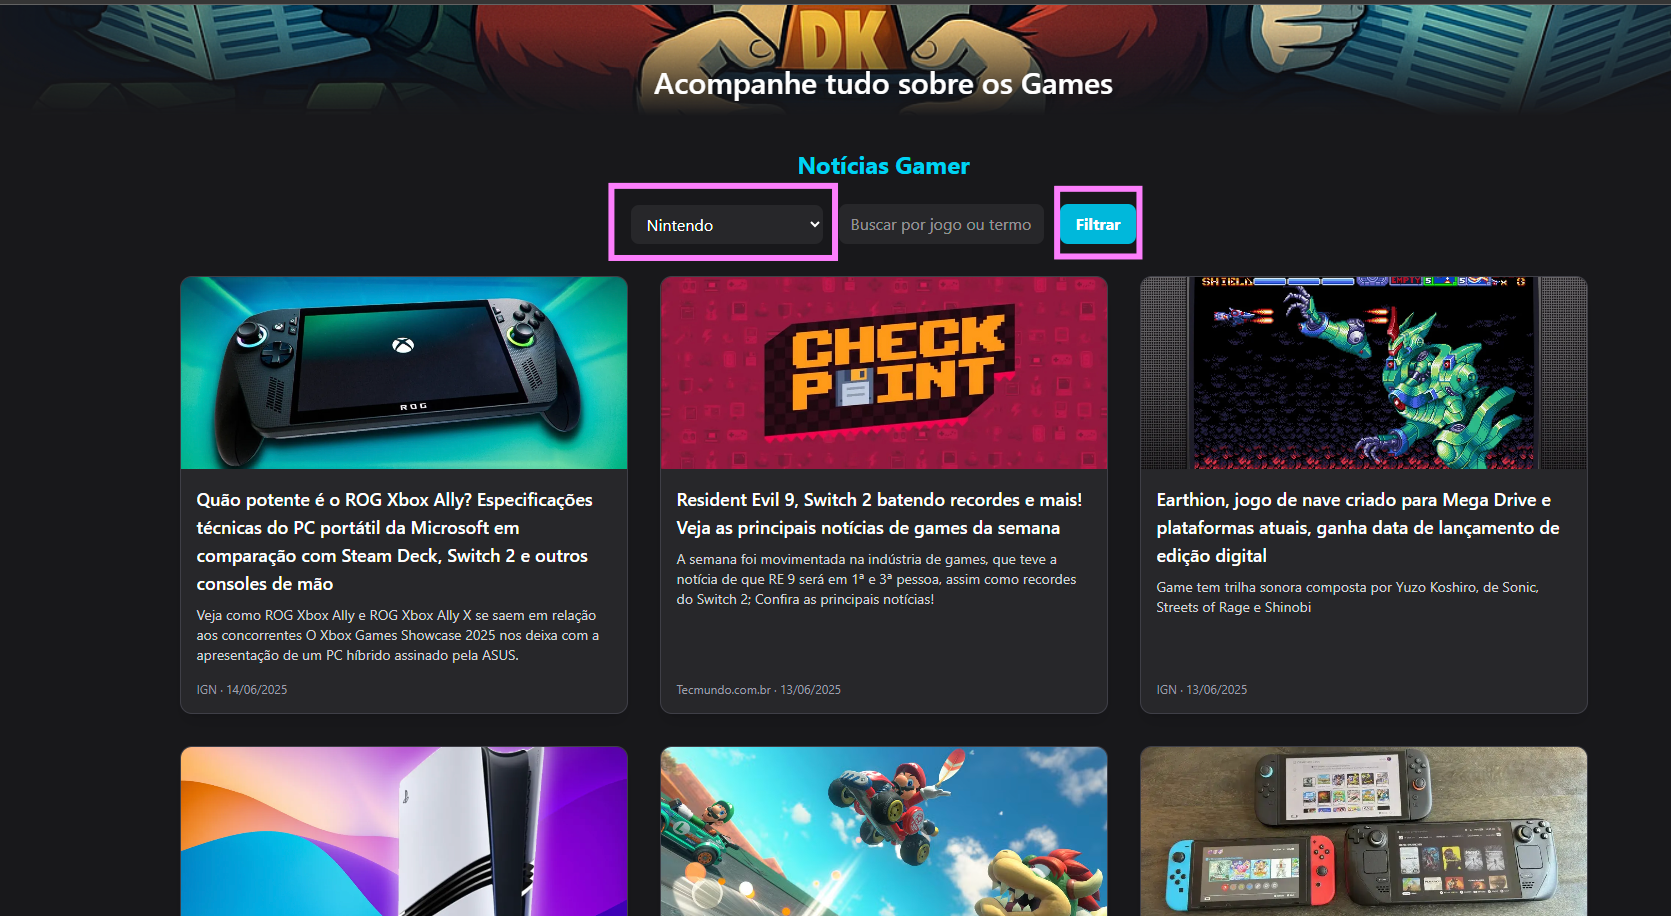 DK
Acompanhe tudo sobre os Games
Notícias Gamer
Nintendo
Buscar por jogo ou termo
Filtrar
ROG
CHECK
POINT
SHIELD
EMPTY
Quão potente é o ROG Xbox Ally? Especificações
técnicas do PC portátil da Microsoft em
comparação com Steam Deck, Switch 2 e outros
consoles de mão
Veja como ROG Xbox Ally e ROG Xbox Ally X se saem em relação
aos concorrentes O Xbox Games Showcase 2025 nos deixa com a
apresentação de um PC híbrido assinado pela ASUS.
IGN · 14/06/2025
Resident Evil 9, Switch 2 batendo recordes e mais!
Veja as principais notícias de games da semana
A semana foi movimentada na indústria de games, que teve a
notícia de que RE 9 será em 1ª e 3ª pessoa, assim como recordes
do Switch 2; Confira as principais notícias!
Tecmundo.com.br · 13/06/2025
Earthion, jogo de nave criado para Mega Drive e
plataformas atuais, ganha data de lançamento de
edição digital
Game tem trilha sonora composta por Yuzo Koshiro, de Sonic,
Streets of Rage e Shinobi
IGN · 13/06/2025